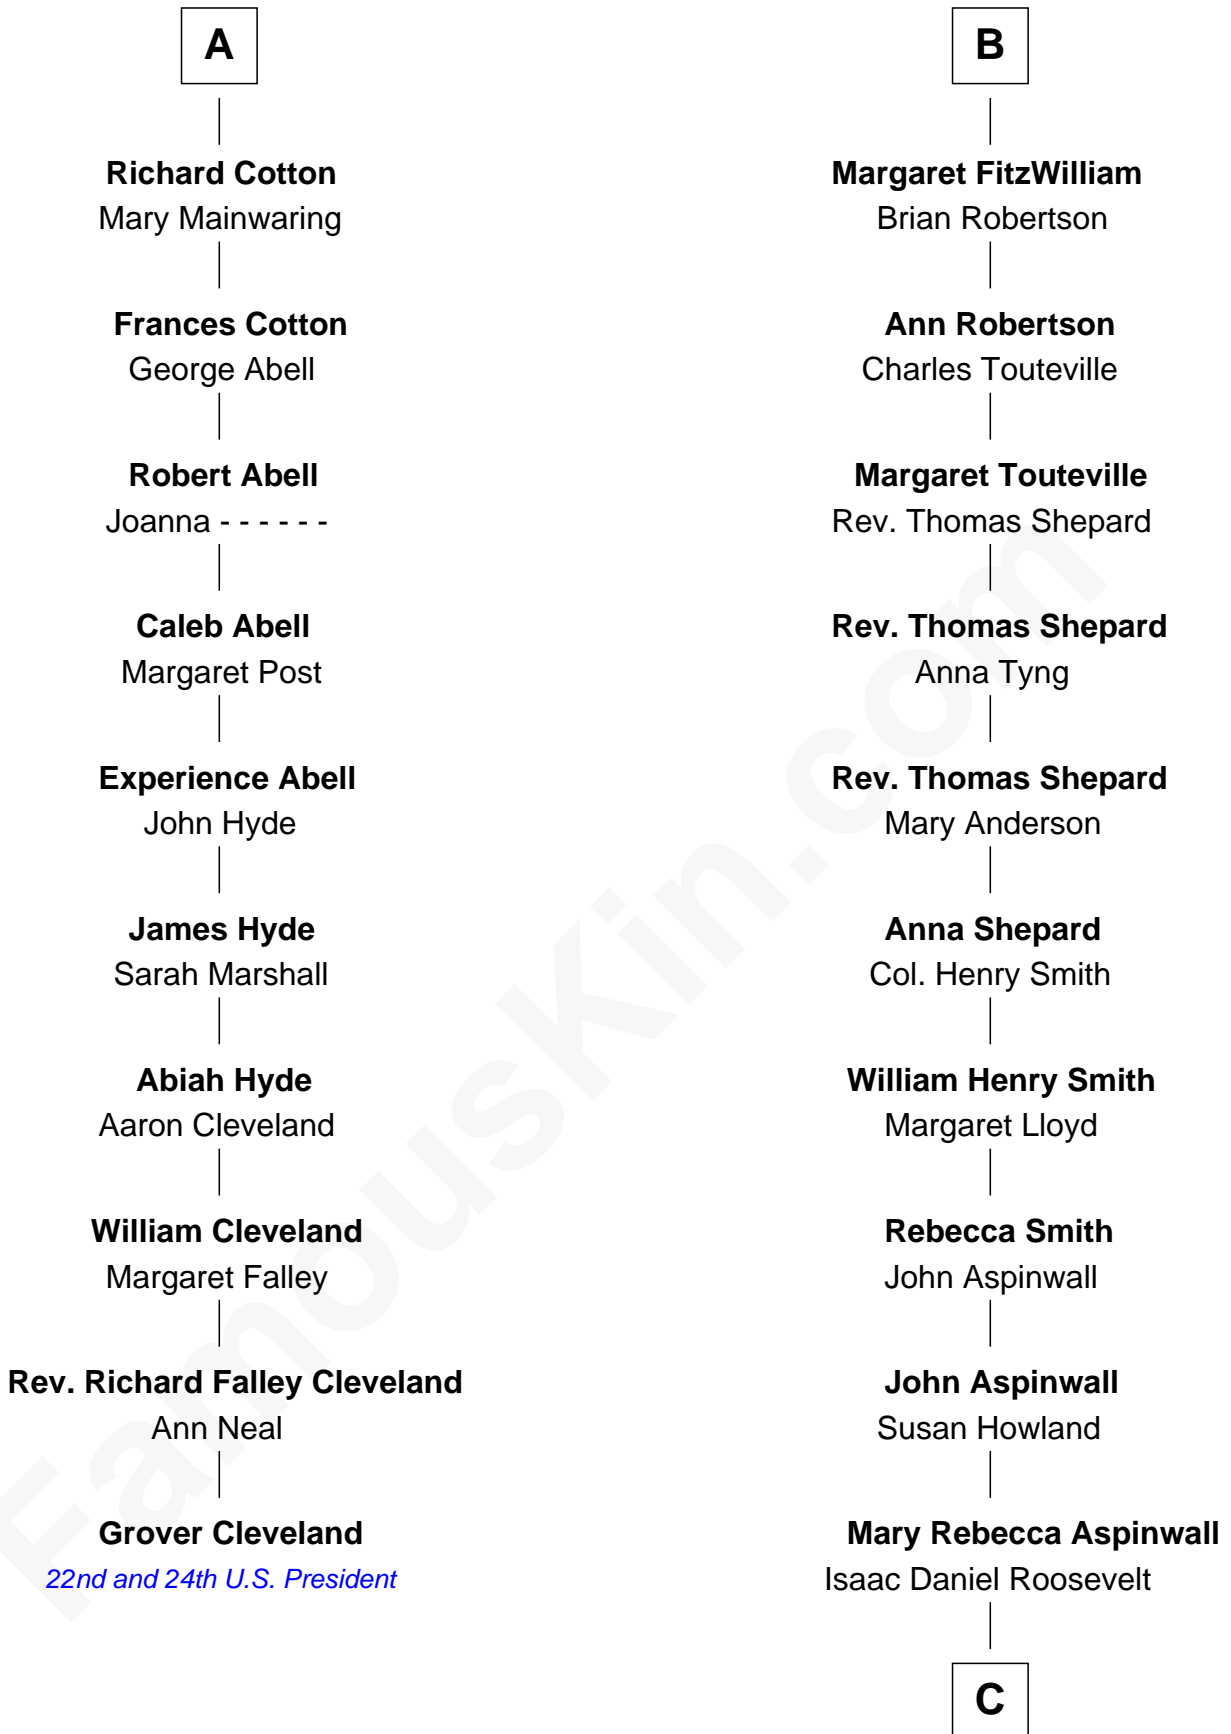 A
Richard Cotton
Mary Mainwaring
Frances Cotton
George Abell
Robert Abell
Joanna - - - - - -
Caleb Abell
Margaret Post
Experience Abell
John Hyde
James Hyde
Sarah Marshall
Abiah Hyde
Aaron Cleveland
William Cleveland
Margaret Falley
Rev. Richard Falley Cleveland
Ann Neal
Grover Cleveland
22nd and 24th U.S. President
B
Margaret FitzWilliam
Brian Robertson
Ann Robertson
Charles Touteville
Margaret Touteville
Rev. Thomas Shepard
Rev. Thomas Shepard
Anna Tyng
Rev. Thomas Shepard
Mary Anderson
Anna Shepard
Col. Henry Smith
William Henry Smith
Margaret Lloyd
Rebecca Smith
John Aspinwall
John Aspinwall
Susan Howland
Mary Rebecca Aspinwall
Isaac Daniel Roosevelt
C
FamousKin.com